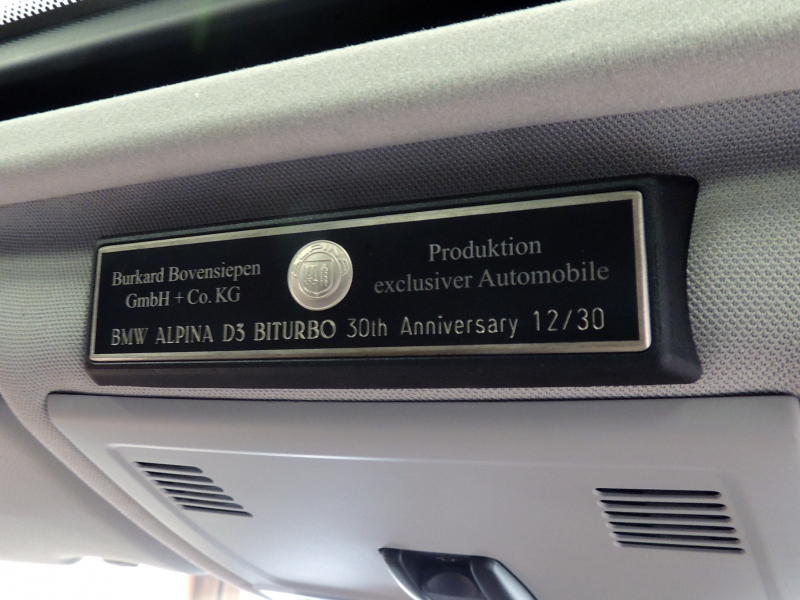 Burkard Bovensiepen
GmbH + Co. KG
ALPINA
Produktion
exclusiver Automobile
BMW ALPINA D3 BITURBO 30th Anniversary 12/30